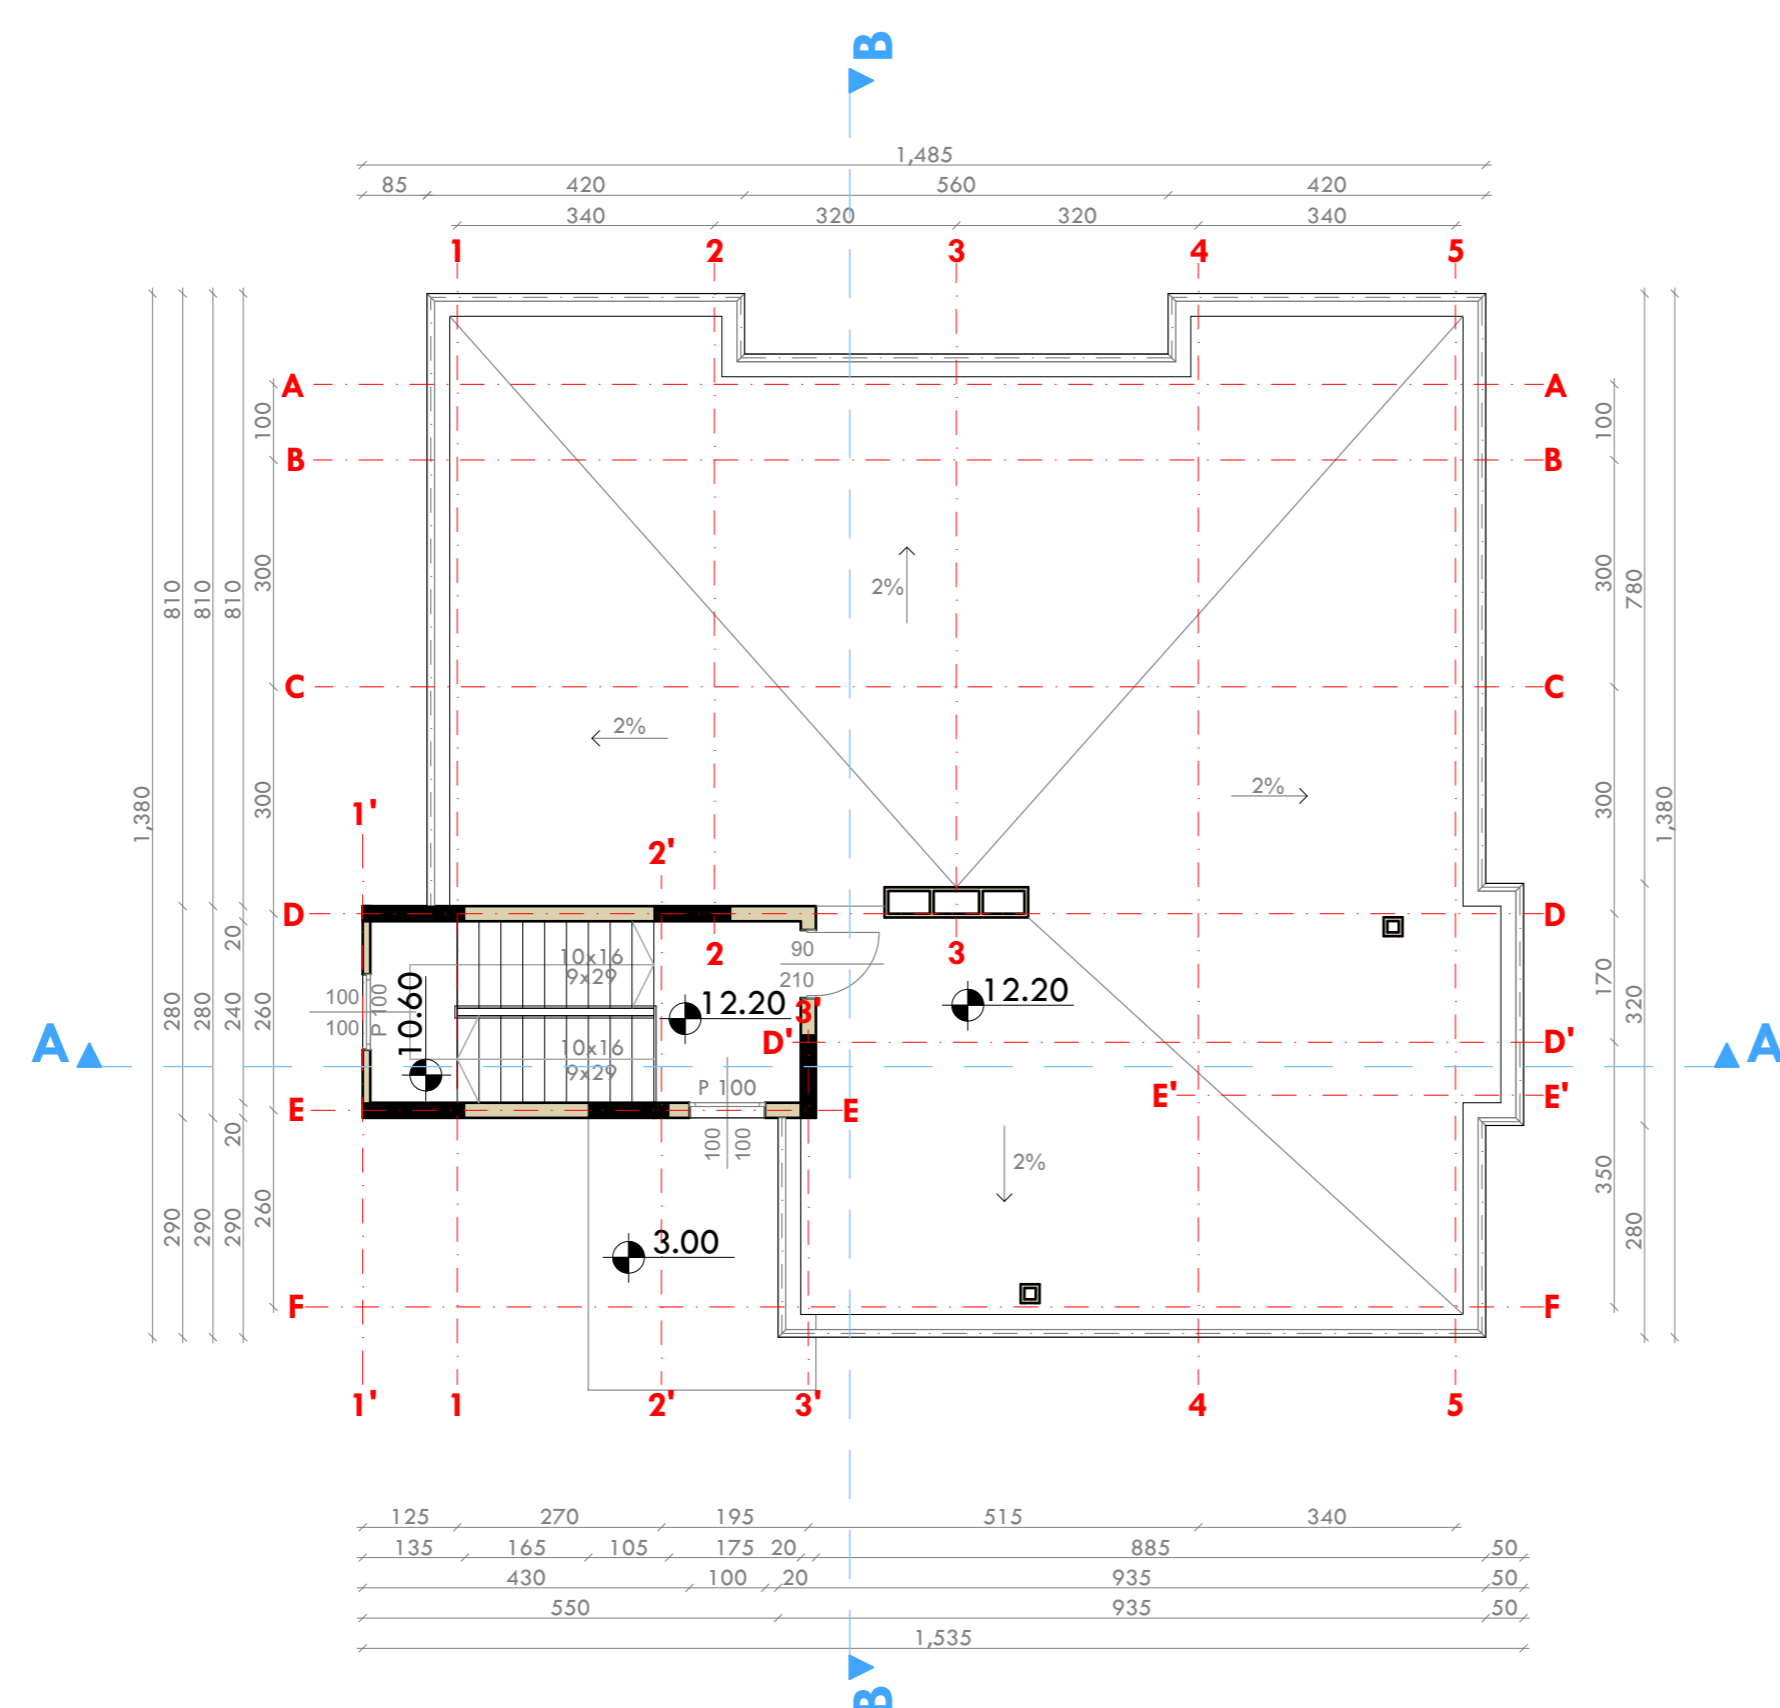 B
1,485
85 420 560 420
340 320 320 340
1 2 3 4 5
A A
100 100
B B
300 300
810 810 810 780
2%
C C
2%
2%
300 300
1,380 1,380
1'
2'
D D
20
2 3
90
210
10x16
9x29
170
100
100
P 100
10.60
12.20
12.20
3'
280 280 240 260 320
D' D'
A A
10x16
9x29
P 100
E' E'
E E
20
100
100
2%
350
290 290 290 260 280
3.00
F F
1' 1 2' 3' 4 5
125 270 195 515 340
135 165 105 175 20 885 50
430 100 20 935 50
550 935 50
1,535
B